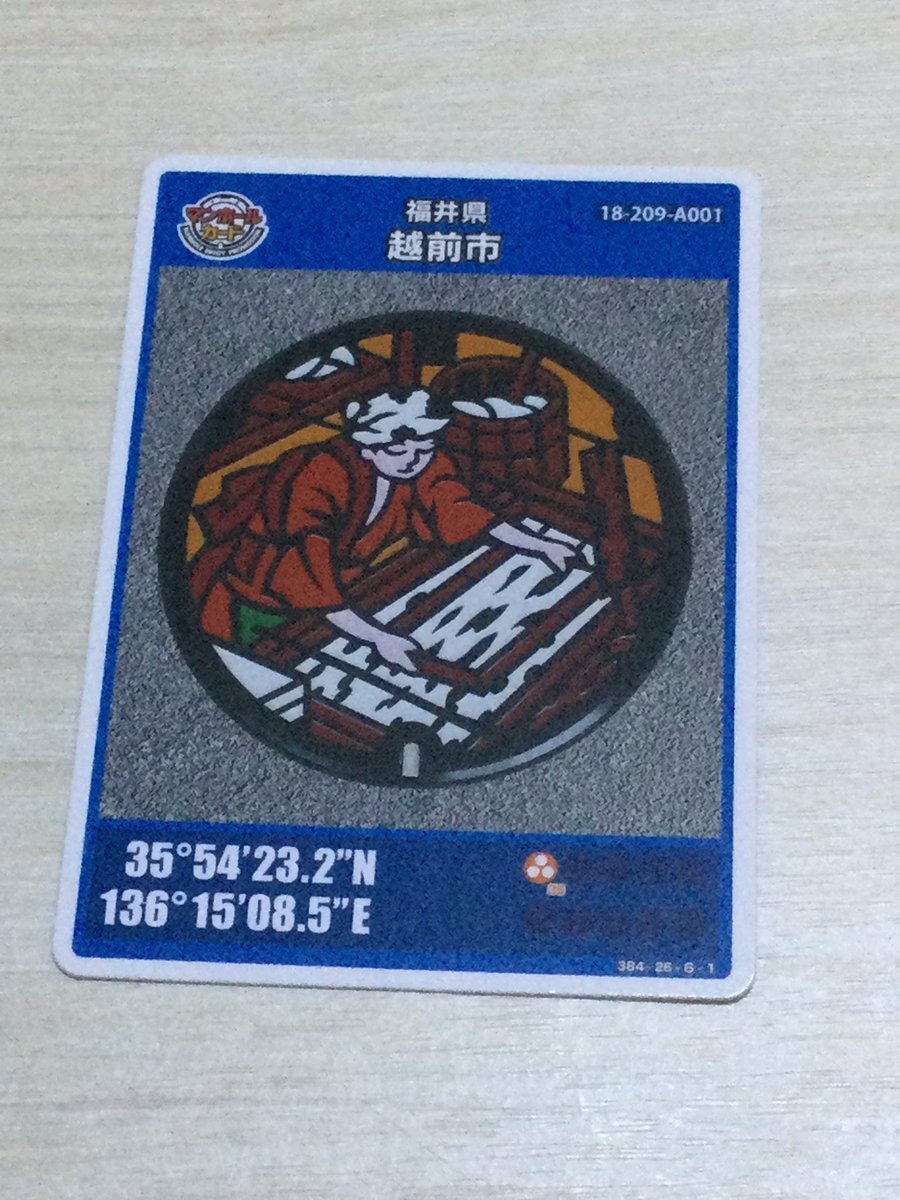 マンホール
カード
福井県
越前市
18-209-A001
35°54'23.2"N
136°15'08.5"E
384-26-6-1